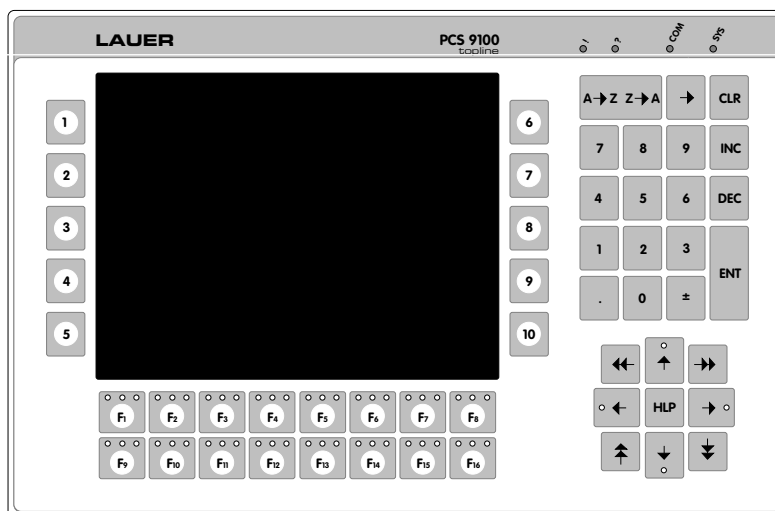 LAUER PCS 9100
topline
! ? COM SYS
A→Z Z→A → CLR
1 6
7 8 9 INC
2 7
4 5 6 DEC
3 8
1 2 3
4 9
ENT
. 0 ±
5 10
HLP
F1 F2 F3 F4 F5 F6 F7 F8
F9 F10 F11 F12 F13 F14 F15 F16